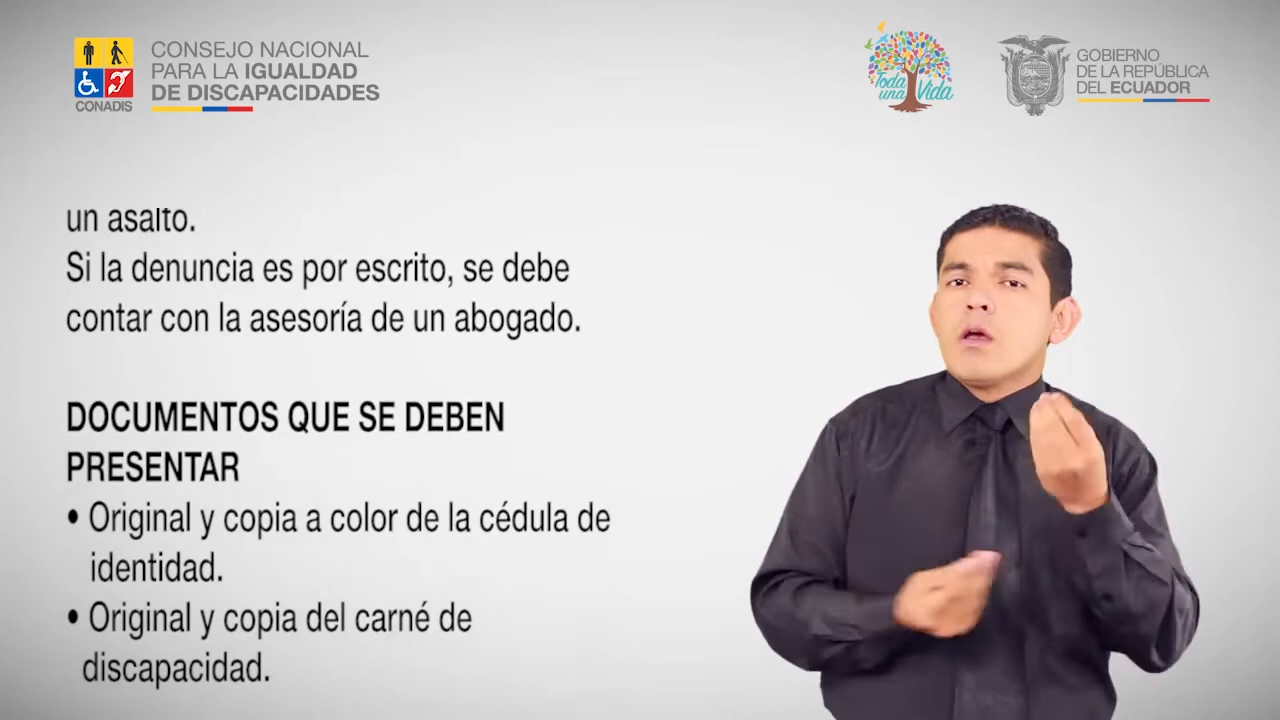 CONSEJO NACIONAL
PARA LA IGUALDAD
DE DISCAPACIDADES
CONADIS
Toda
una Vida
GOBIERNO
DE LA REPÚBLICA
DEL ECUADOR
un asalto.
Si la denuncia es por escrito, se debe
contar con la asesoría de un abogado.
DOCUMENTOS QUE SE DEBEN
PRESENTAR
• Original y copia a color de la cédula de
identidad.
• Original y copia del carné de
discapacidad.